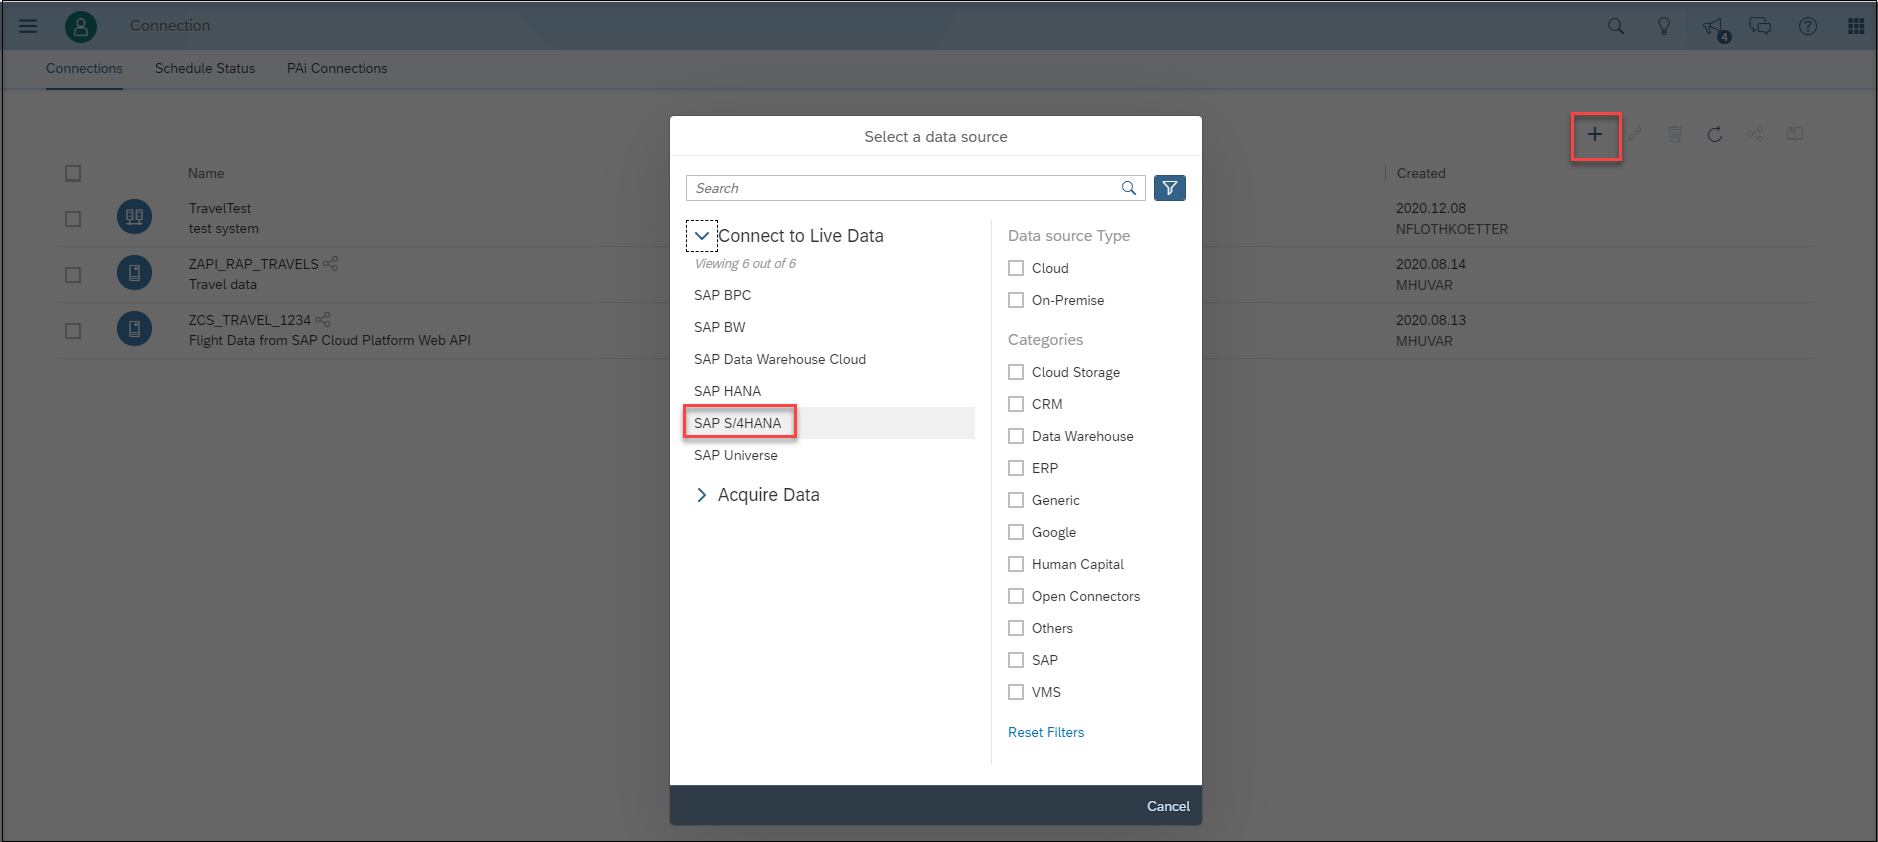 Connection
4
Connections Schedule Status PAi Connections
Name Created
TravelTest
test system
2020.12.08
NFLOTHKOETTER
ZAPI_RAP_TRAVELS
Travel data
2020.08.14
MHUVAR
ZCS_TRAVEL_1234
Flight Data from SAP Cloud Platform Web API
2020.08.13
MHUVAR
Select a data source
Search
Connect to Live Data
Viewing 6 out of 6
SAP BPC
SAP BW
SAP Data Warehouse Cloud
SAP HANA
SAP S/4HANA
SAP Universe
Acquire Data
Data source Type
Cloud
On-Premise
Categories
Cloud Storage
CRM
Data Warehouse
ERP
Generic
Google
Human Capital
Open Connectors
Others
SAP
VMS
Reset Filters
Cancel